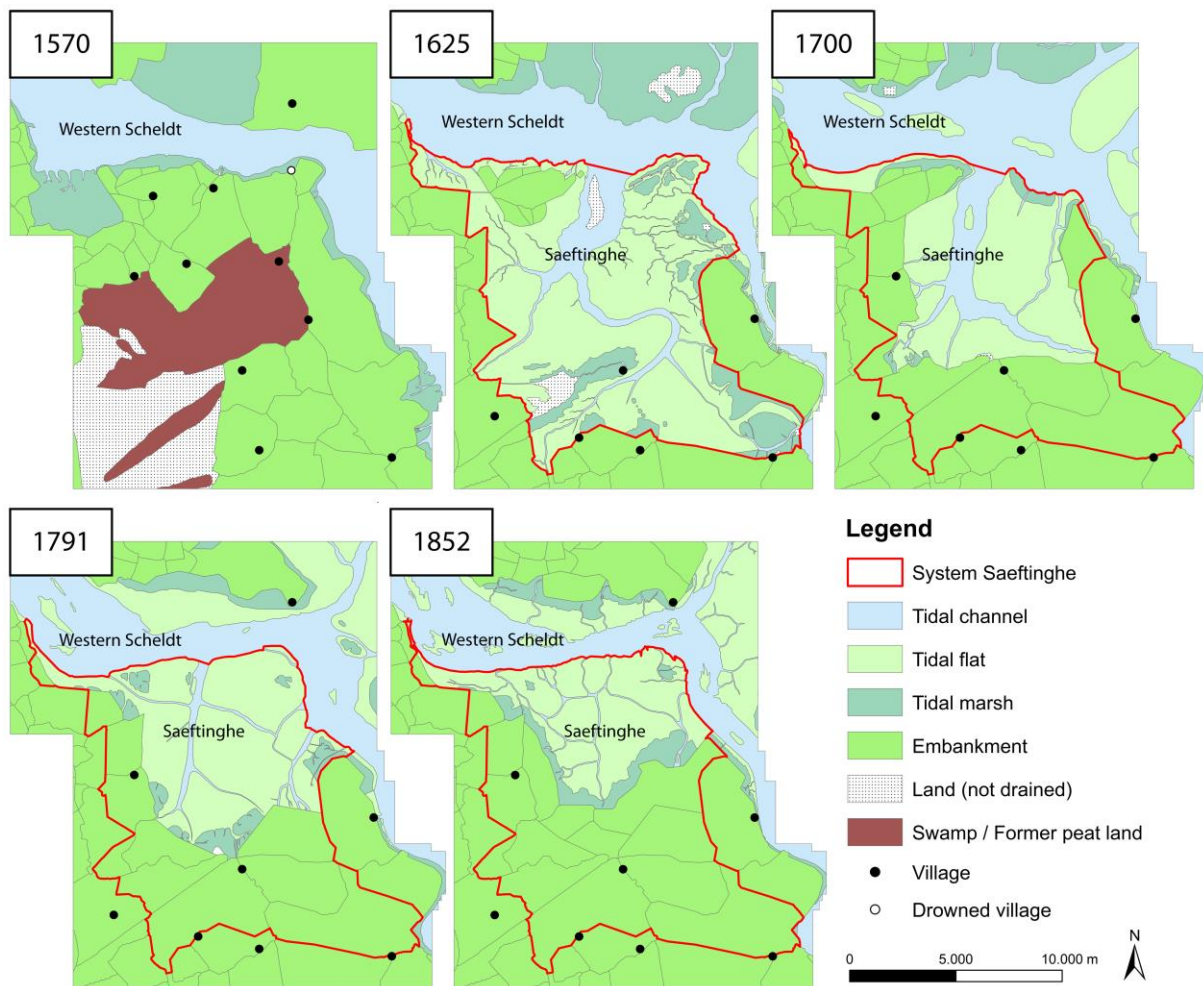 1570
1625
1700
Western Scheldt
Western Scheldt
Western Scheldt
Saeftinghe
Saeftinghe
1791
1852
Western Scheldt
Western Scheldt
Saeftinghe
Saeftinghe
Legend
System Saeftinghe
Tidal channel
Tidal flat
Tidal marsh
Embankment
Land (not drained)
Swamp / Former peat land
Village
Drowned village
0 5.000 10.000 m
N